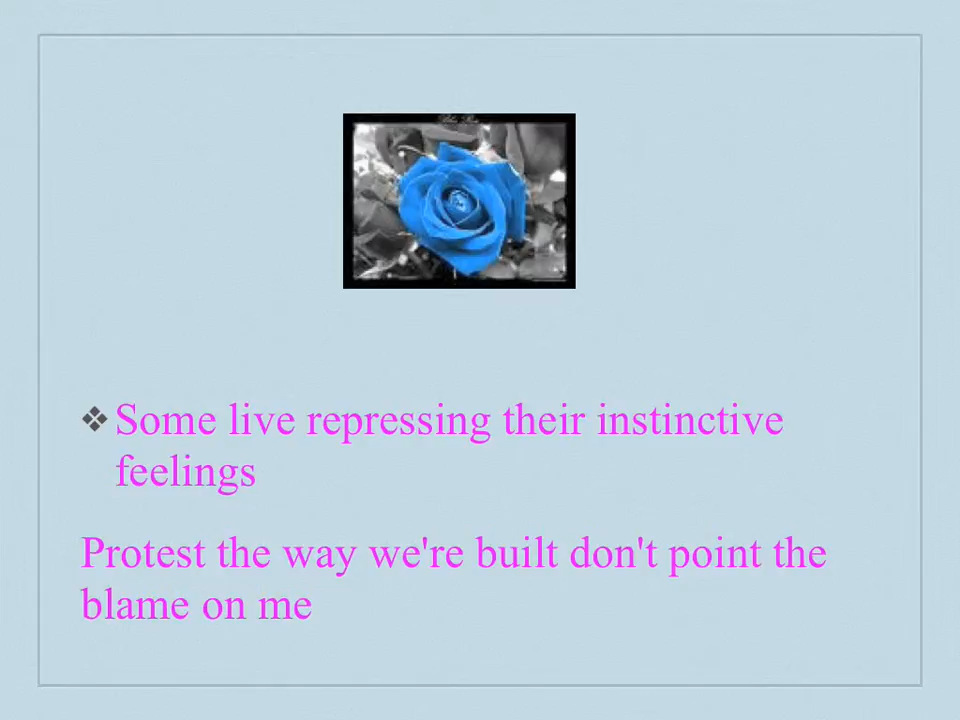 Some live repressing their instinctive
feelings
Protest the way we're built don't point the
blame on me